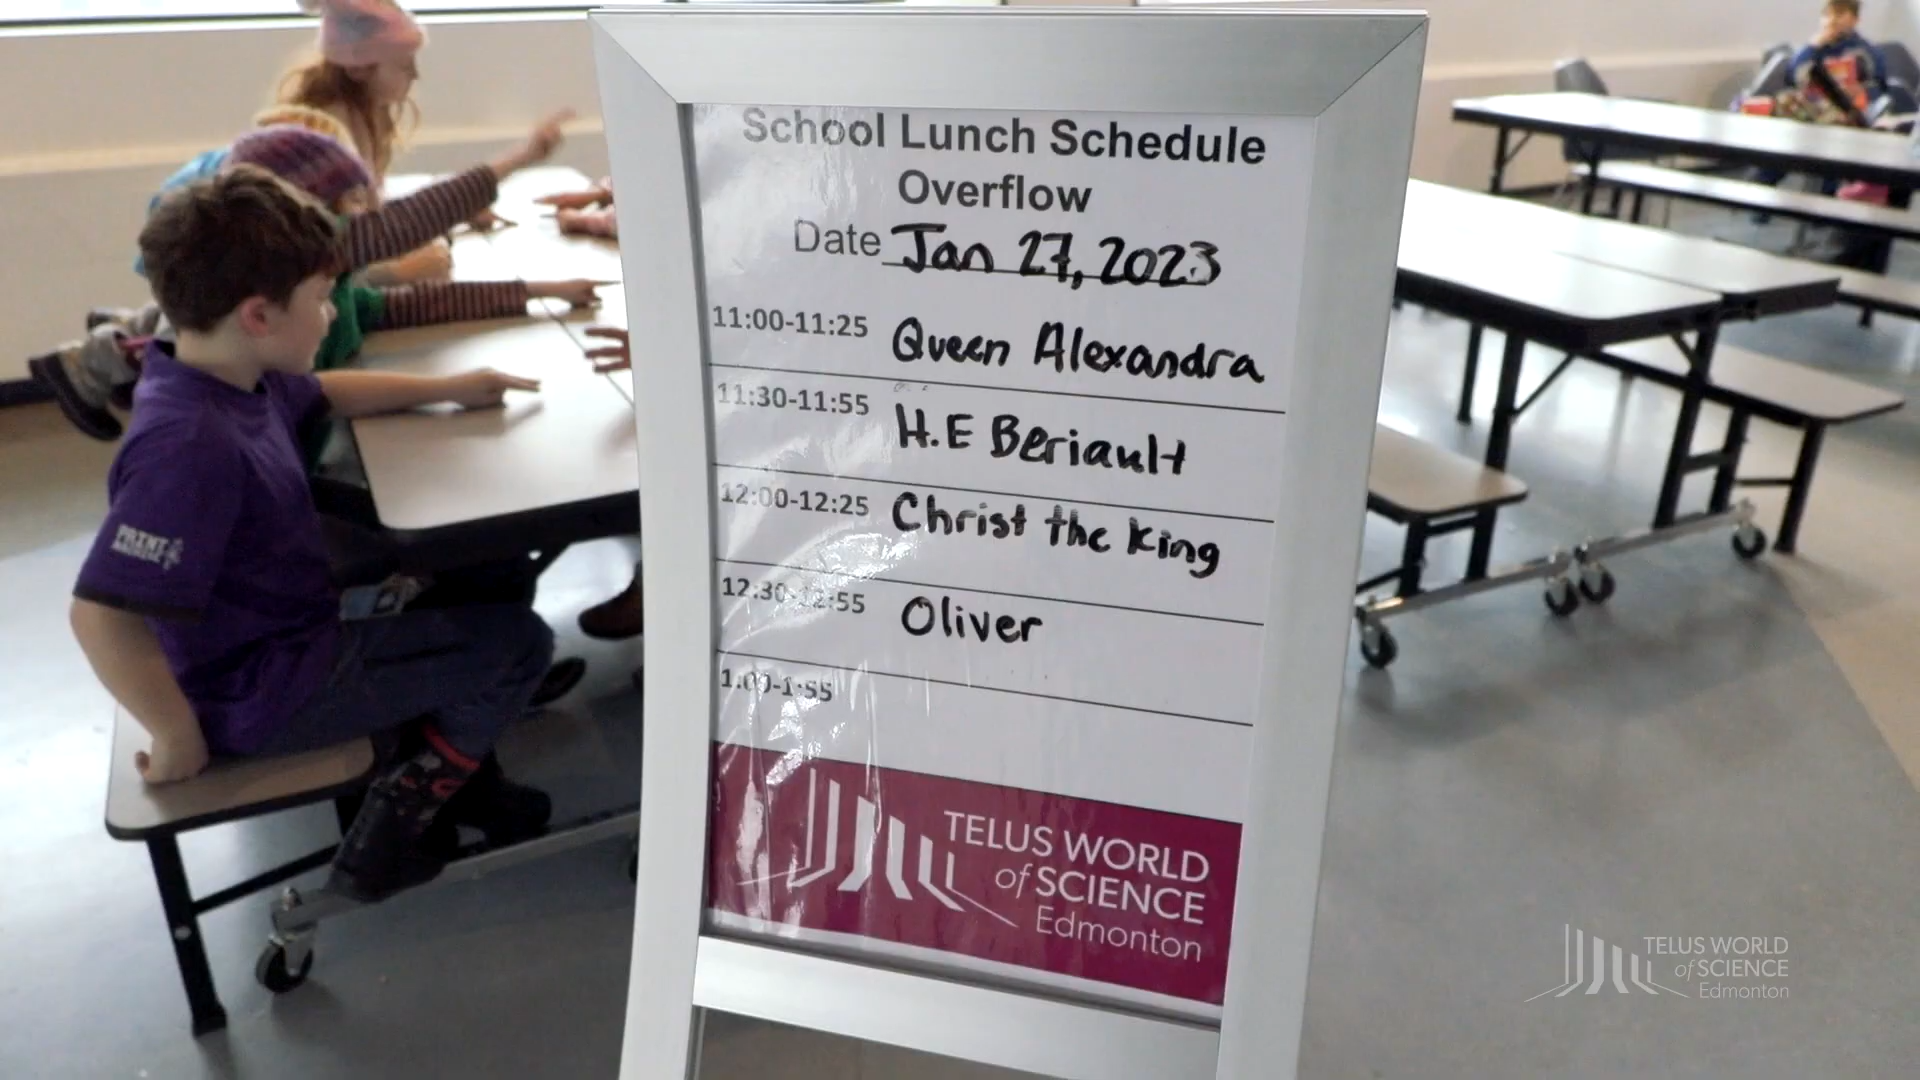 School Lunch Schedule
Overflow
Date Jan 27, 2023
11:00-11:25 Queen Alexandra
11:30-11:55 H.E Beriault
12:00-12:25 Christ the King
12:30-12:55 Oliver
1:00-1:55
TELUS WORLD
of SCIENCE
Edmonton
TELUS WORLD
of SCIENCE
Edmonton